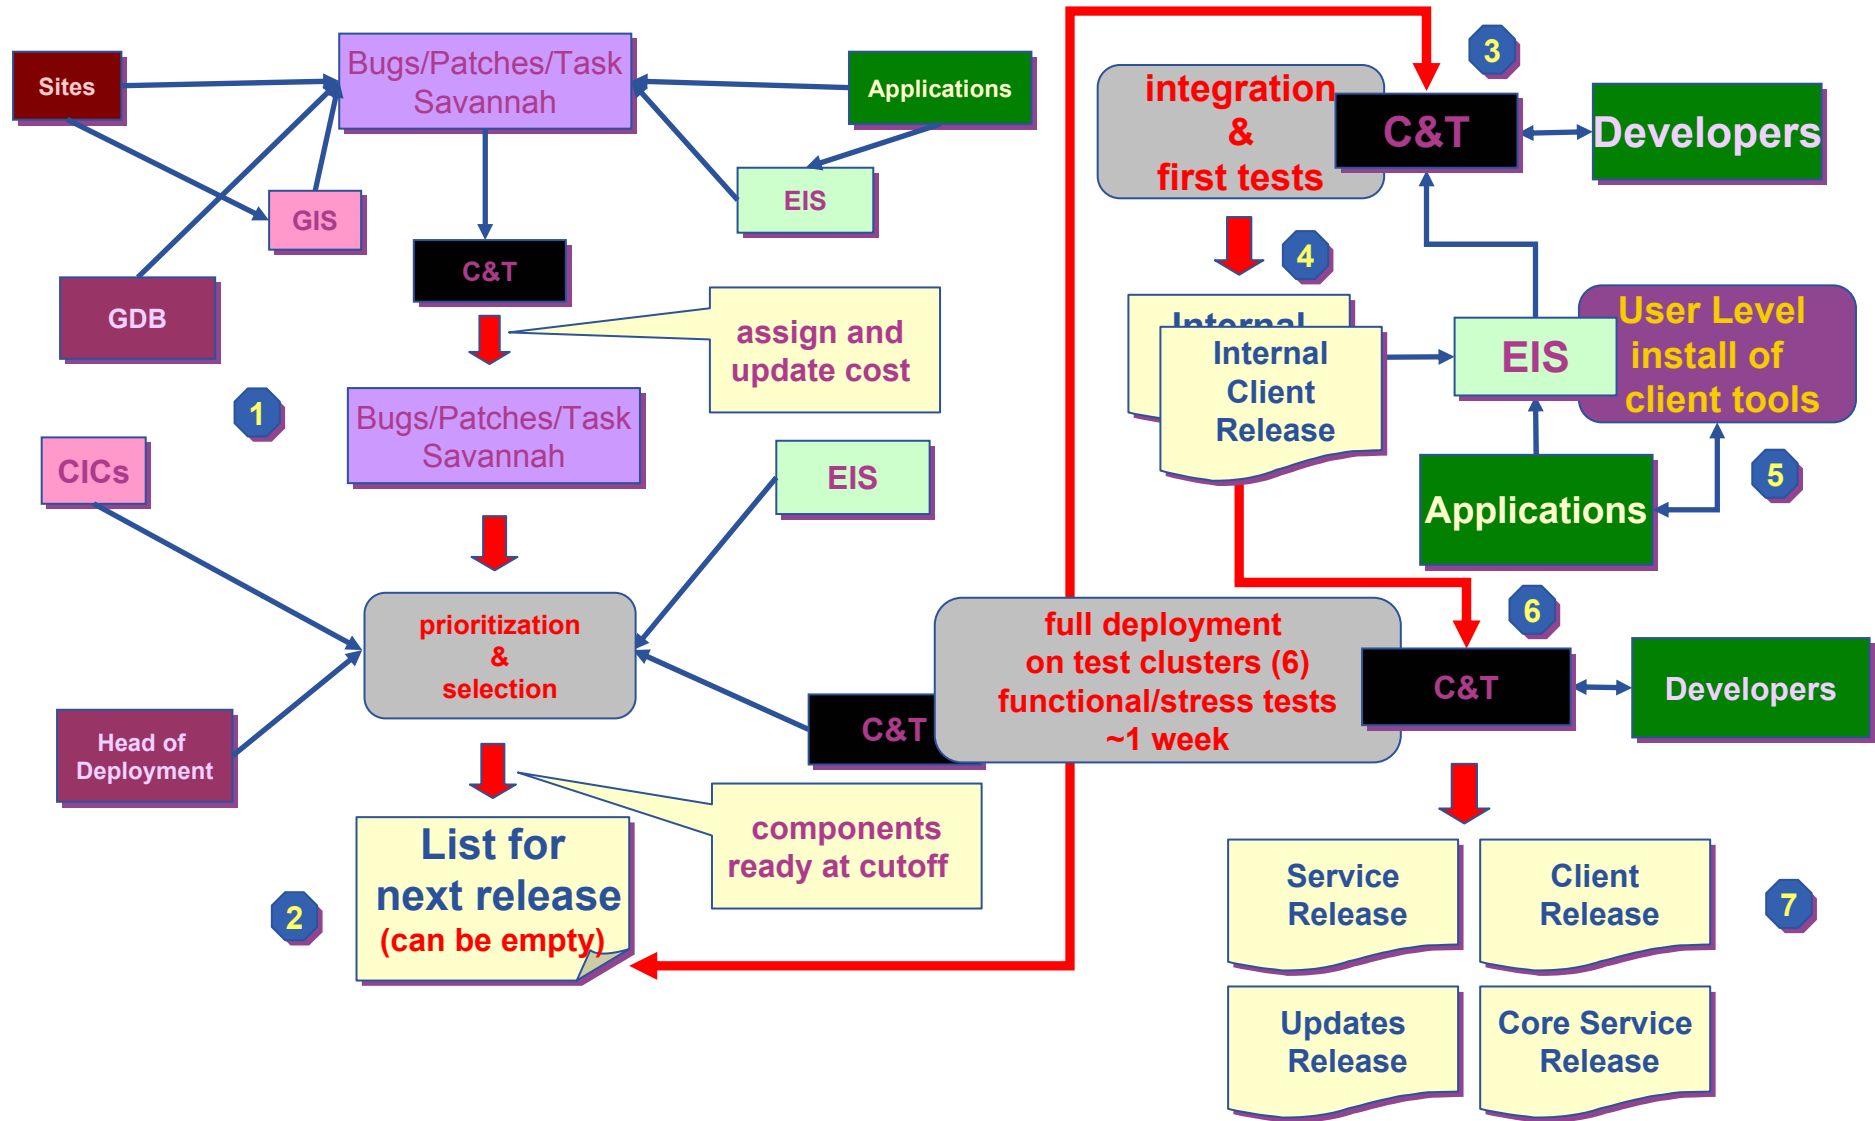 Sites
Bugs/Patches/Task
Savannah
Applications
GIS
EIS
C&T
GDB
assign and
update cost
1
Bugs/Patches/Task
Savannah
CICs
EIS
prioritization
&
selection
Head of
Deployment
C&T
components
ready at cutoff
List for
next release
(can be empty)
2
3
integration
&
first tests
C&T
Developers
4
Internal
Internal
Client
Release
EIS
User Level
install of
client tools
5
Applications
6
full deployment
on test clusters (6)
functional/stress tests
~1 week
C&T
Developers
Service
Release
Client
Release
7
Updates
Release
Core Service
Release